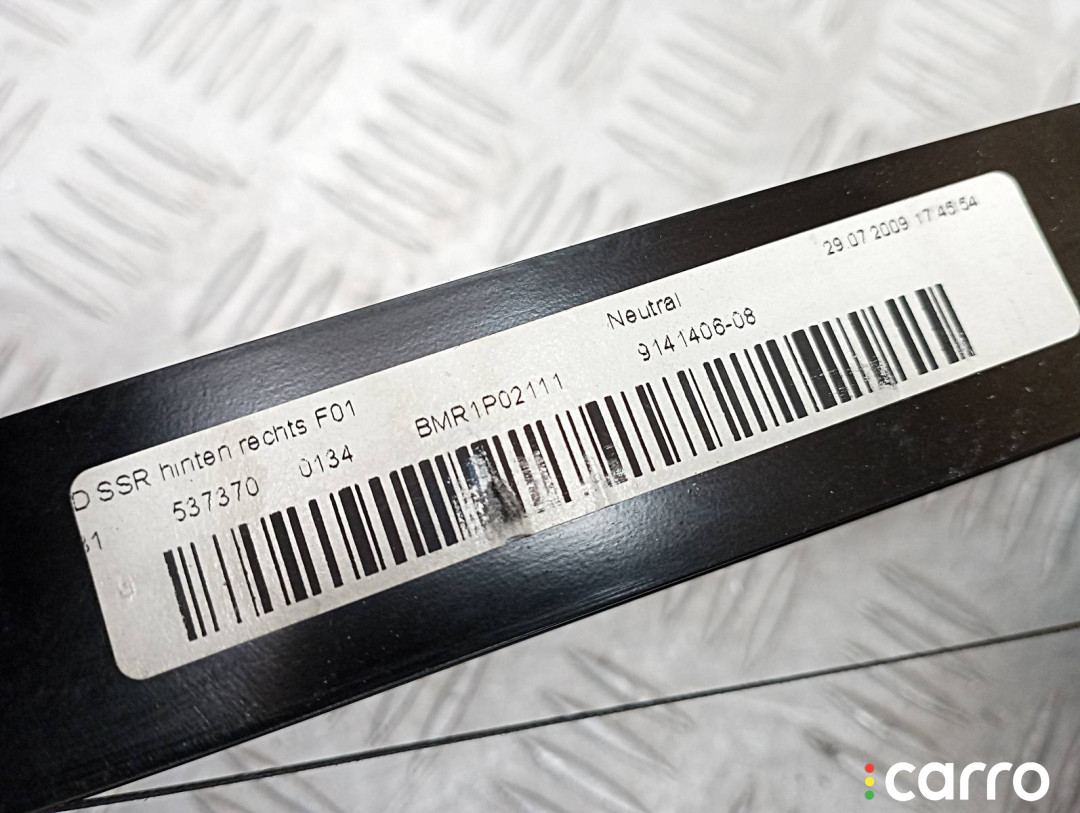 29.07.2009 17:45:54
Neutral
9141406-08
D SSR hinten rechts F01
537370 0134 BMR1P02111
carro